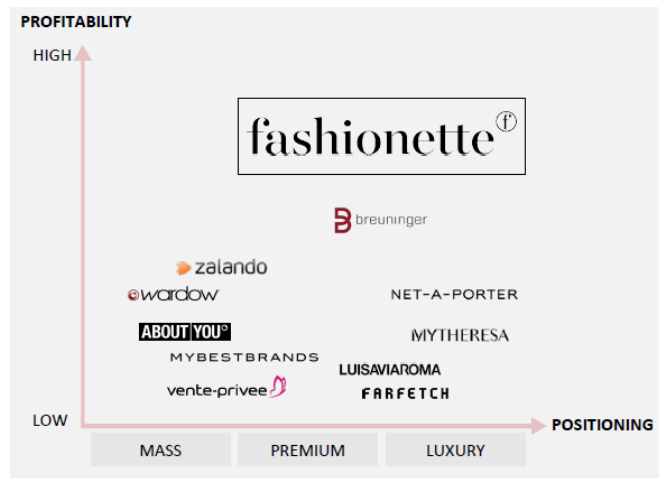 PROFITABILITY
HIGH
fashionette f
breuninger
zalando
wardow
NET-A-PORTER
ABOUT YOU°
MYTHERESA
MYBESTBRANDS
LUISAVIAROMA
vente-privee
FARFETCH
LOW
POSITIONING
MASS
PREMIUM
LUXURY